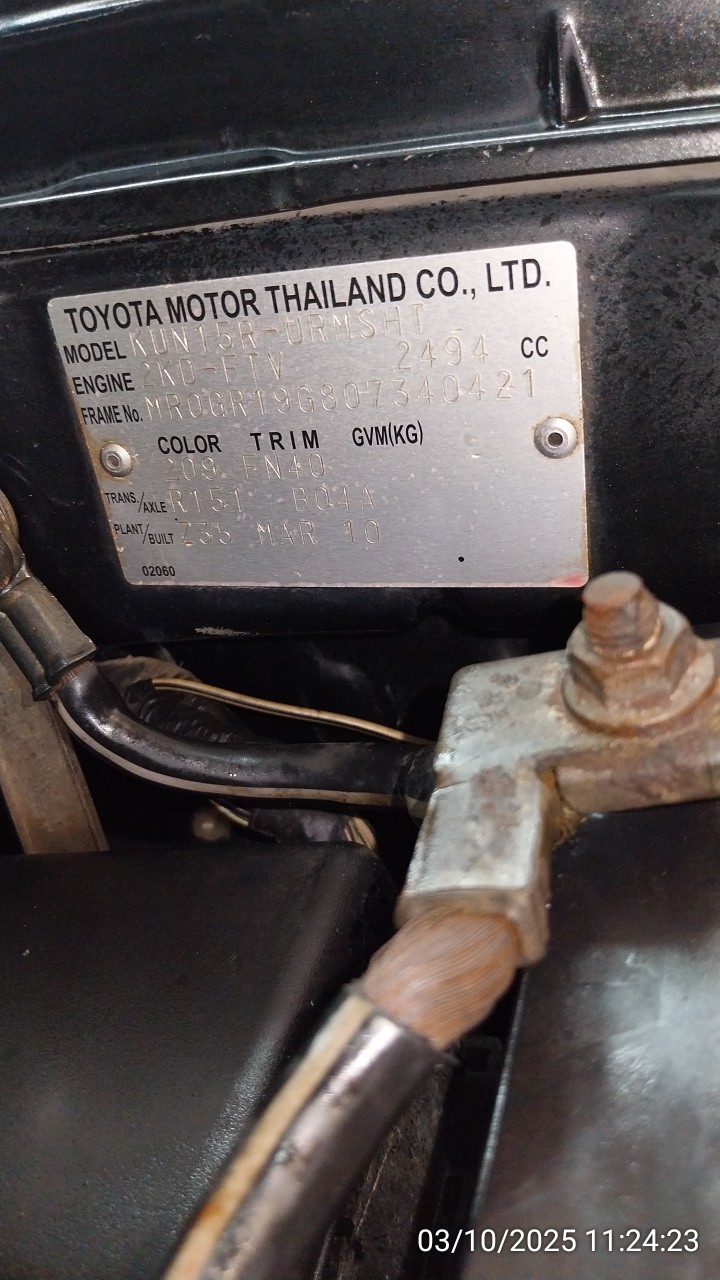 TOYOTA MOTOR THAILAND CO., LTD.
MODEL KUN15R-URMSHT
ENGINE 2KD-FTV 2494 CC
FRAME No. MR0GR19G807340421
COLOR TRIM GVM(KG)
209 FN40
TRANS./AXLE R151 B04A
PLANT/BUILT Z35 MAR 10
02060
03/10/2025 11:24:23